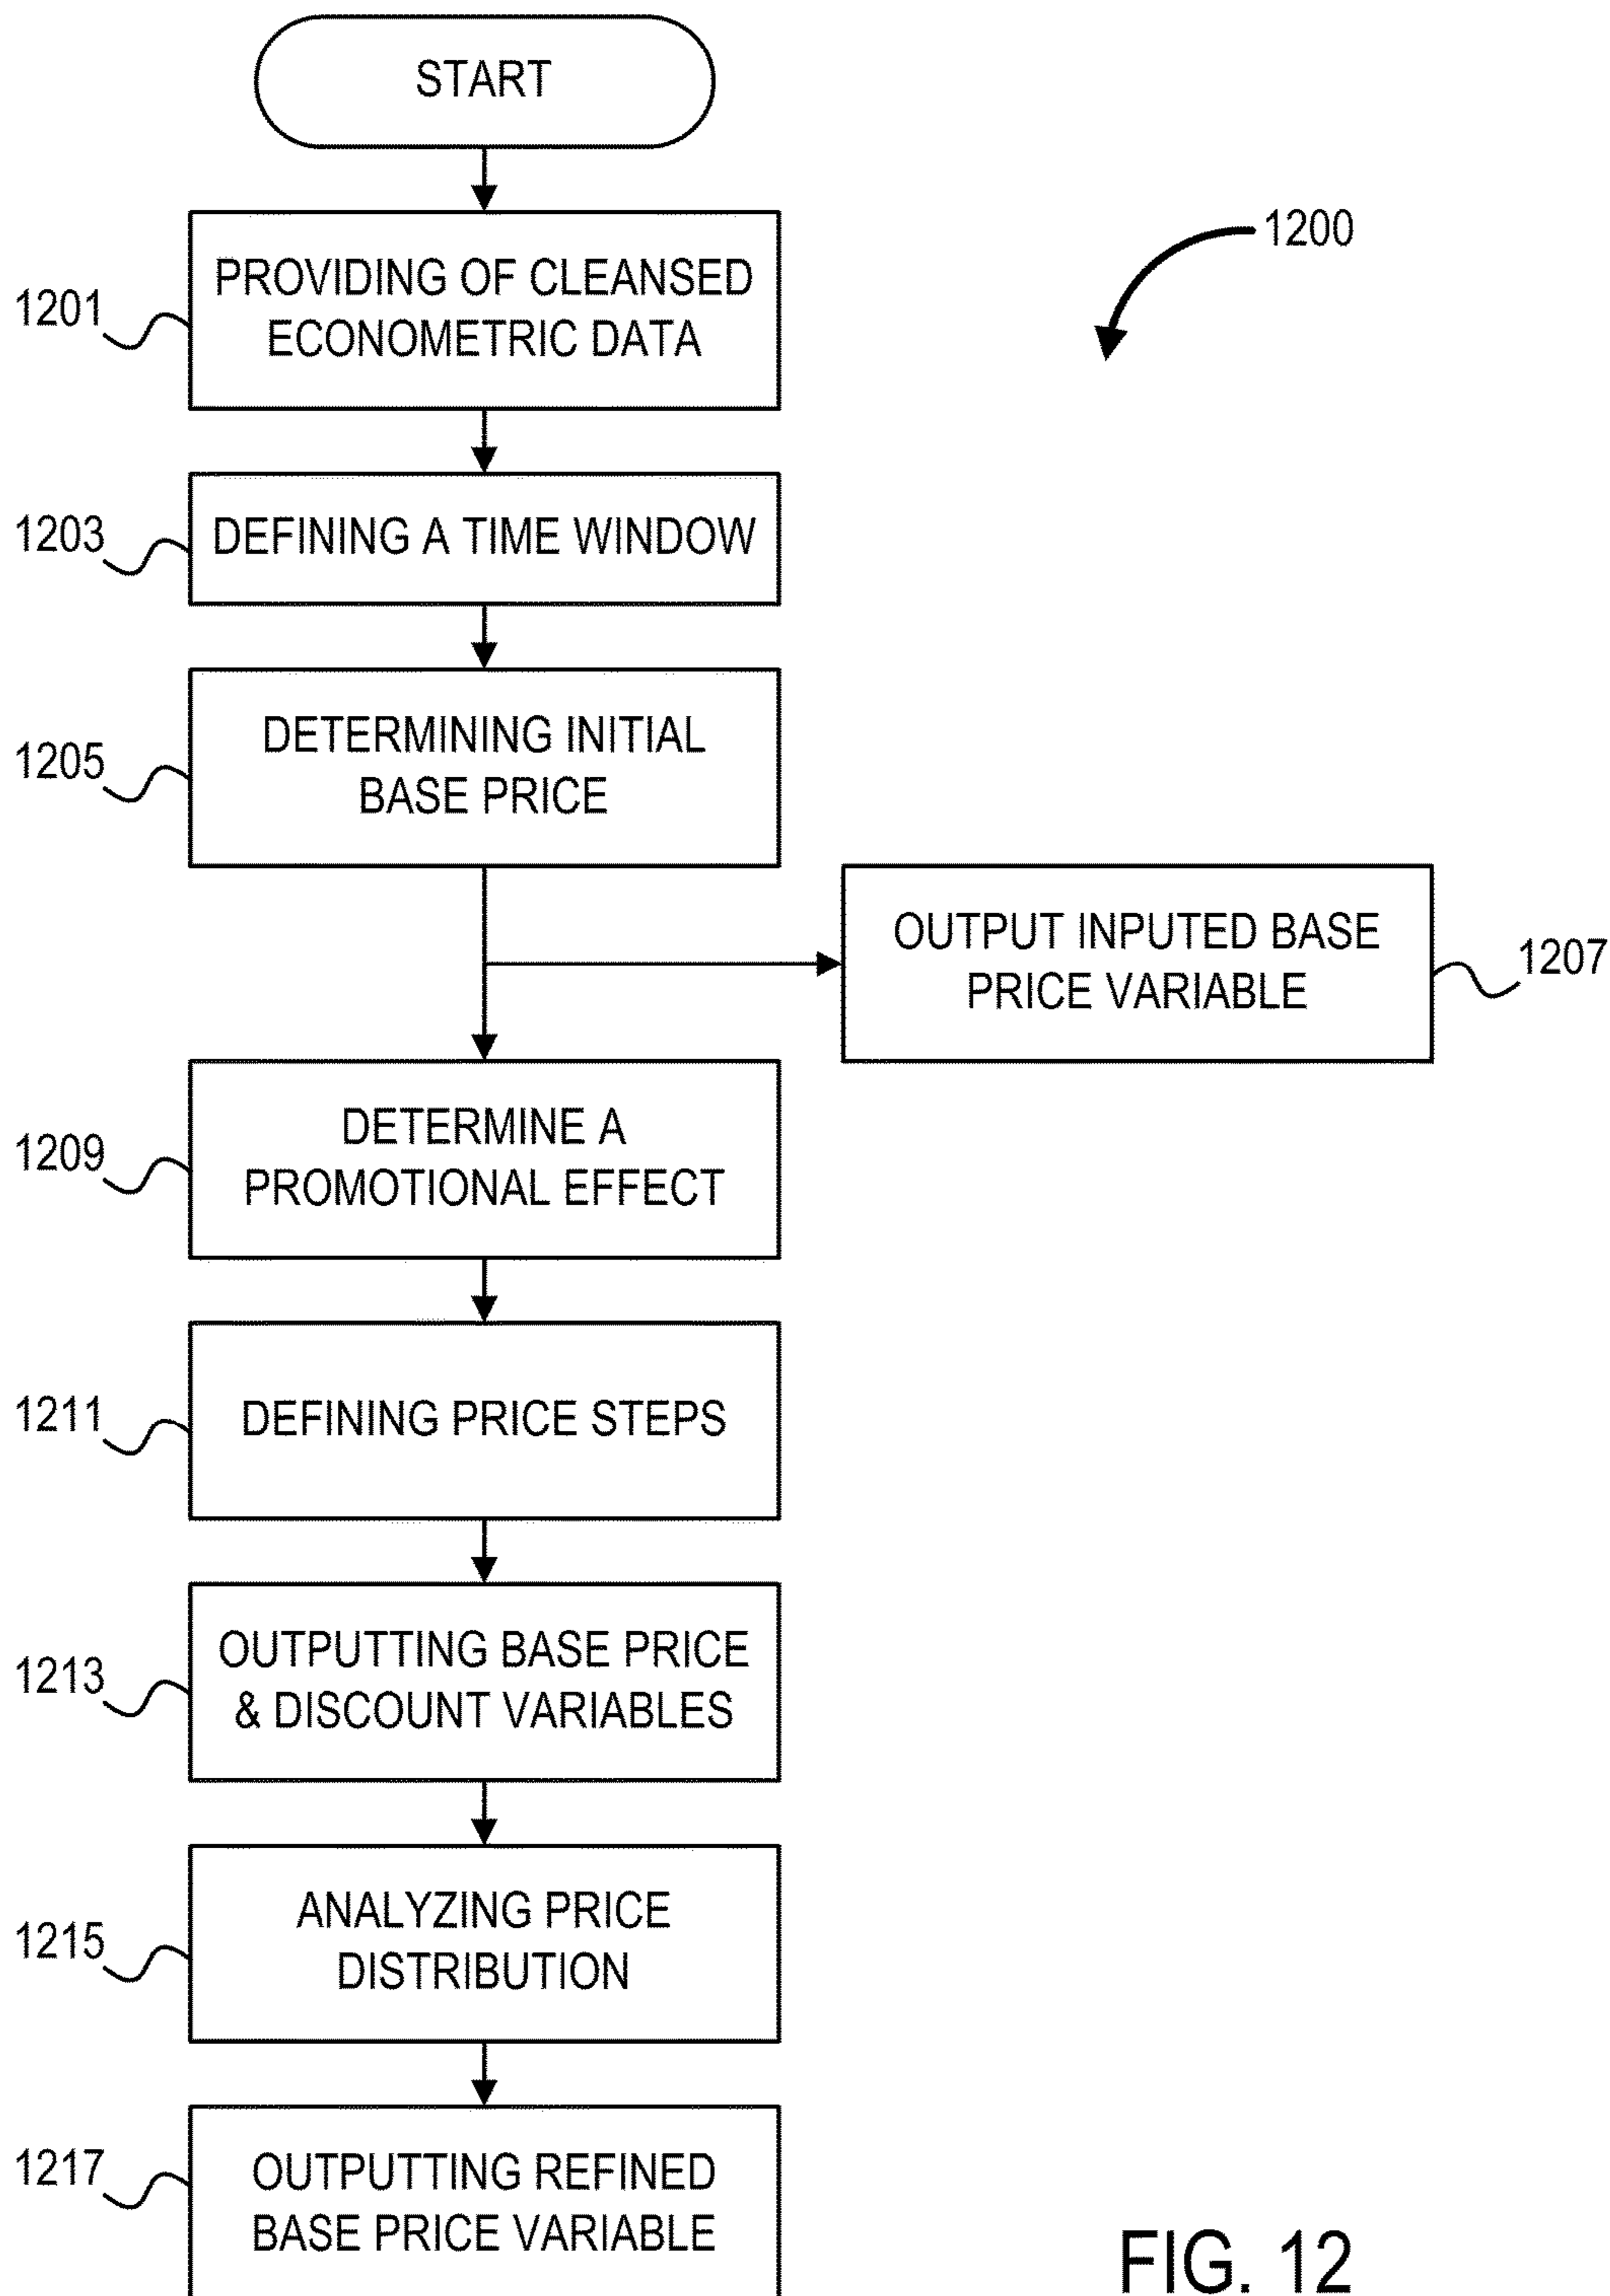 START
1200
PROVIDING OF CLEANSED
ECONOMETRIC DATA
1201
DEFINING A TIME WINDOW
1203
DETERMINING INITIAL
BASE PRICE
1205
OUTPUT INPUTED BASE
PRICE VARIABLE
1207
DETERMINE A
PROMOTIONAL EFFECT
1209
DEFINING PRICE STEPS
1211
OUTPUTTING BASE PRICE
& DISCOUNT VARIABLES
1213
ANALYZING PRICE
DISTRIBUTION
1215
OUTPUTTING REFINED
BASE PRICE VARIABLE
1217
FIG. 12